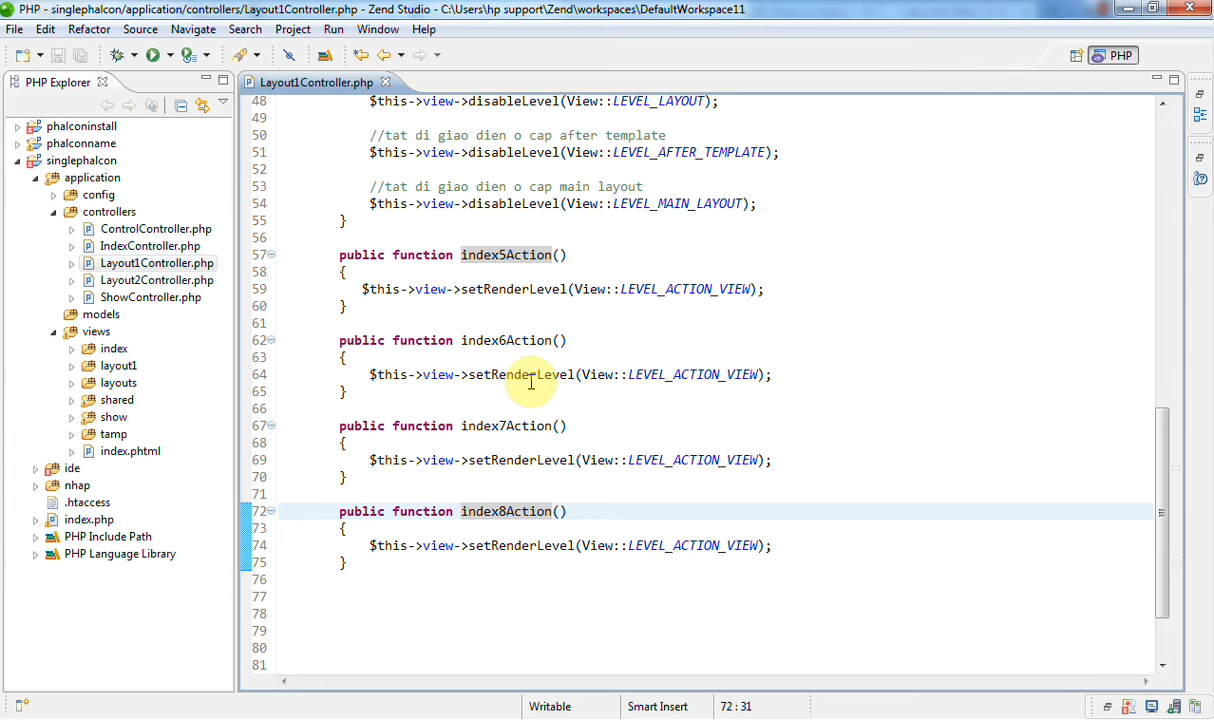 PHP - singlephalcon/application/controllers/Layout1Controller.php - Zend Studio - C:\Users\hp support\Zend\workspaces\DefaultWorkspace11
File Edit Refactor Source Navigate Search Project Run Window Help
PHP
PHP Explorer
Layout1Controller.php
phalconinstall
phalconname
singlephalcon
application
config
controllers
ControlController.php
IndexController.php
Layout1Controller.php
Layout2Controller.php
ShowController.php
models
views
index
layout1
layouts
shared
show
tamp
index.phtml
ide
nhap
.htaccess
index.php
PHP Include Path
PHP Language Library
48 $this->view->disableLevel(View::LEVEL_LAYOUT);
49
50 //tat di giao dien o cap after template
51 $this->view->disableLevel(View::LEVEL_AFTER_TEMPLATE);
52
53 //tat di giao dien o cap main layout
54 $this->view->disableLevel(View::LEVEL_MAIN_LAYOUT);
55 }
56
57 public function index5Action()
58 {
59 $this->view->setRenderLevel(View::LEVEL_ACTION_VIEW);
60 }
61
62 public function index6Action()
63 {
64 $this->view->setRenderLevel(View::LEVEL_ACTION_VIEW);
65 }
66
67 public function index7Action()
68 {
69 $this->view->setRenderLevel(View::LEVEL_ACTION_VIEW);
70 }
71
72 public function index8Action()
73 {
74 $this->view->setRenderLevel(View::LEVEL_ACTION_VIEW);
75 }
76
77
78
79
80
81
Writable Smart Insert 72 : 31